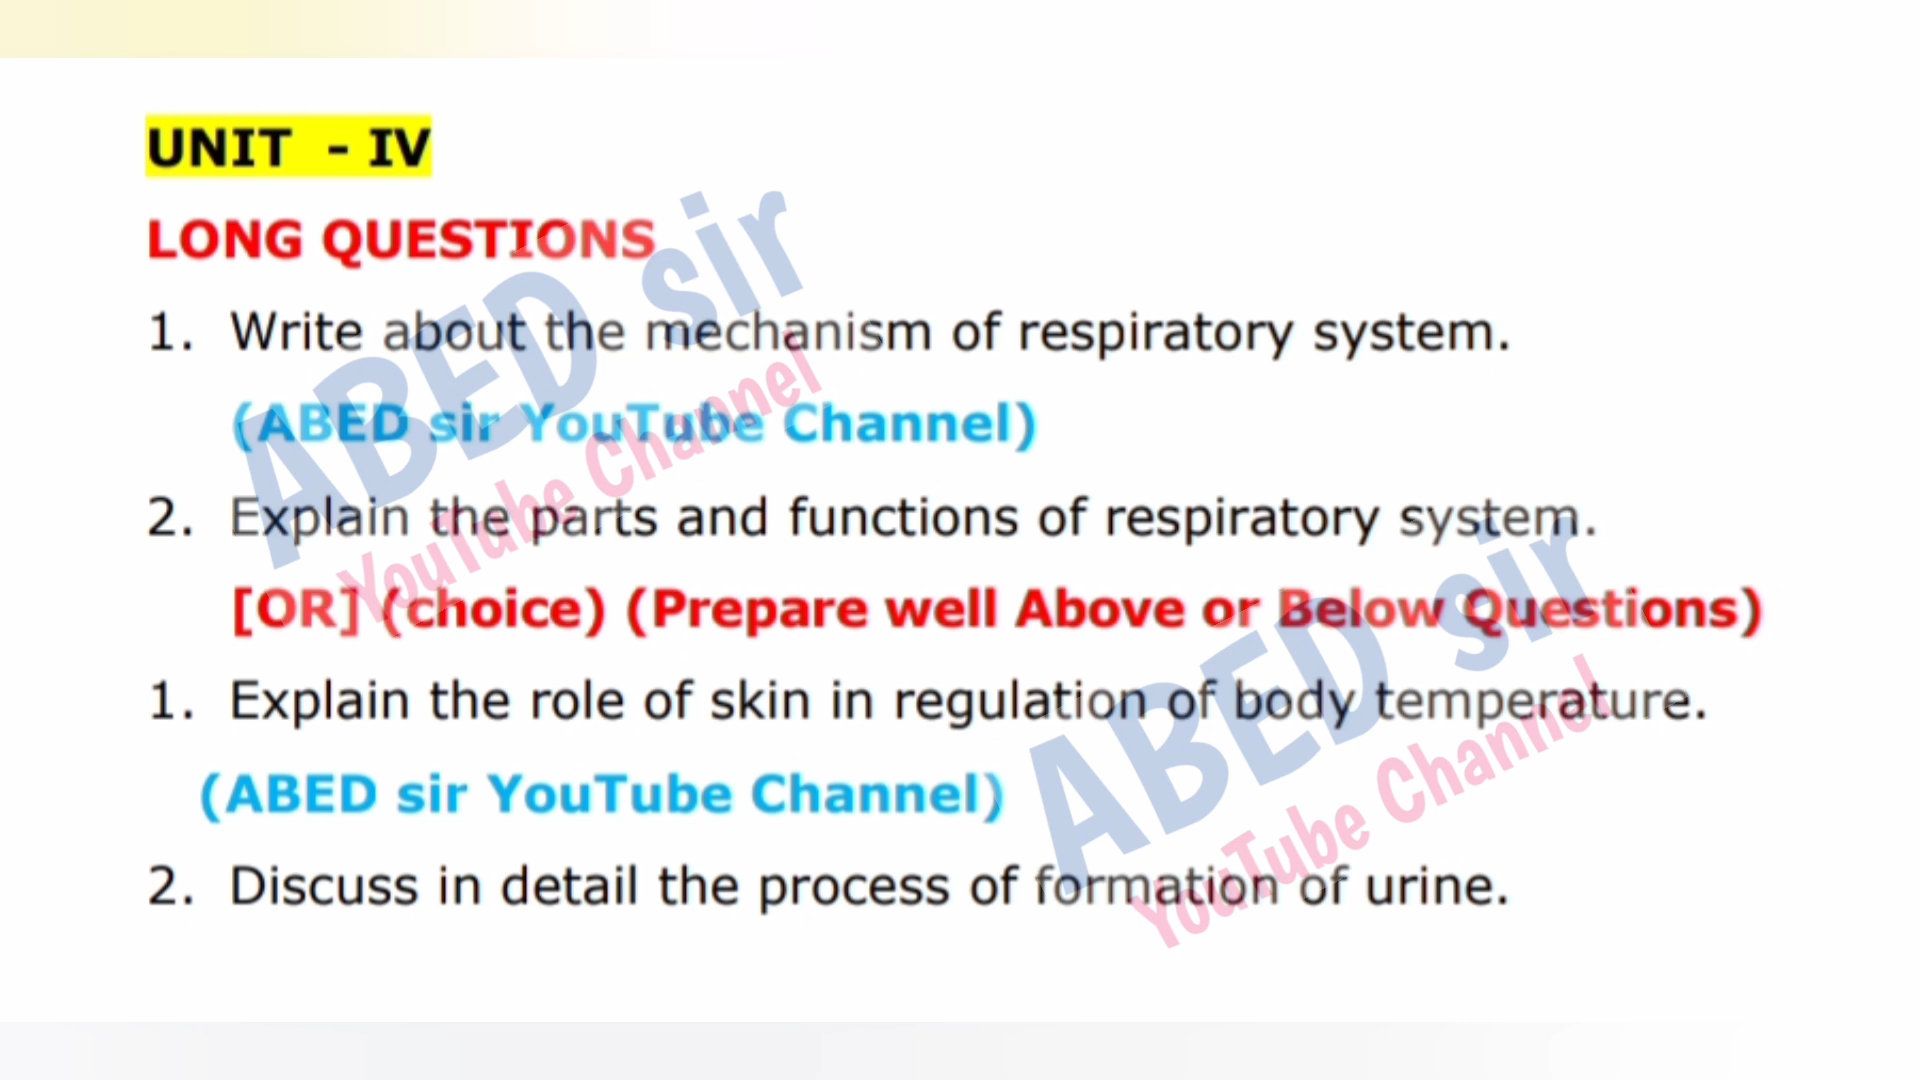 UNIT - IV
LONG QUESTIONS
1. Write about the mechanism of respiratory system.
(ABED sir YouTube Channel)
2. Explain the parts and functions of respiratory system.
[OR] (choice) (Prepare well Above or Below Questions)
1. Explain the role of skin in regulation of body temperature.
(ABED sir YouTube Channel)
2. Discuss in detail the process of formation of urine.
ABED sir
YouTube Channel
ABED sir
YouTube Channel